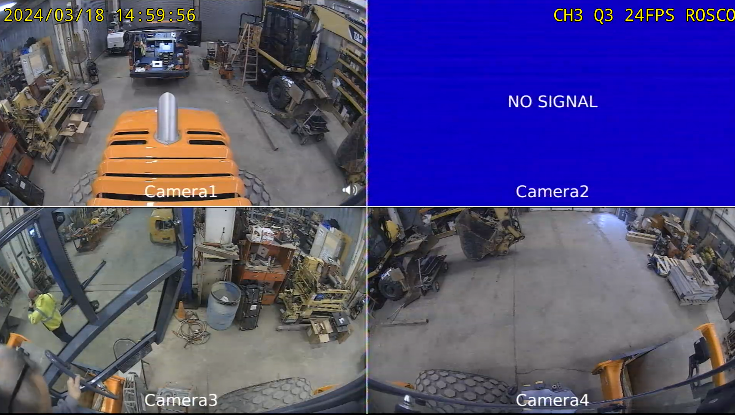 2024/03/18 14:59:56
CH3 Q3 24FPS ROSCO
NO SIGNAL
Camera1
Camera2
Camera3
Camera4